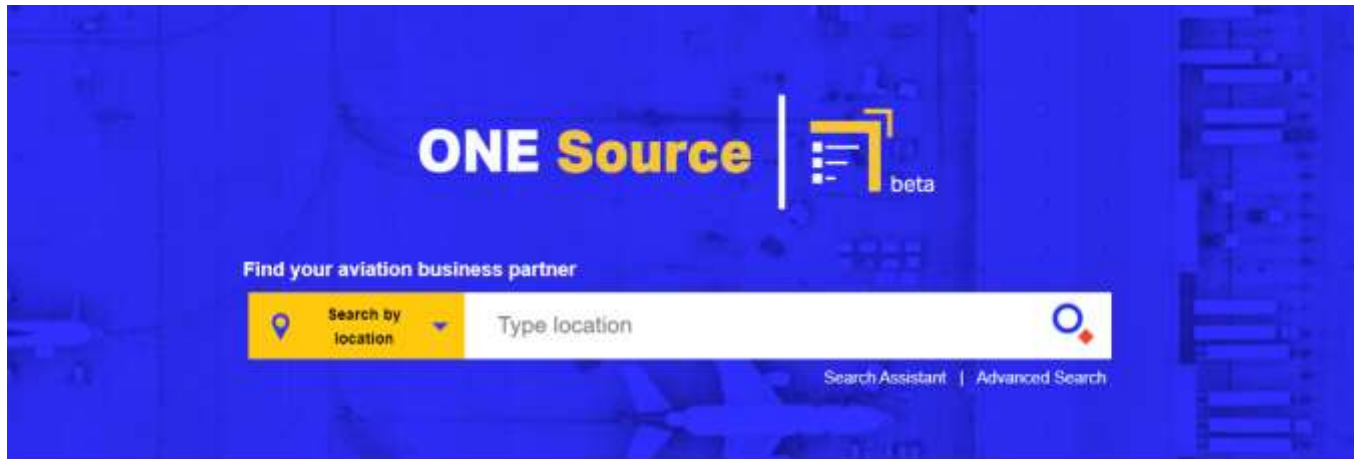 ONE Source
beta
Find your aviation business partner
Search by
location
Type location
Search Assistant | Advanced Search